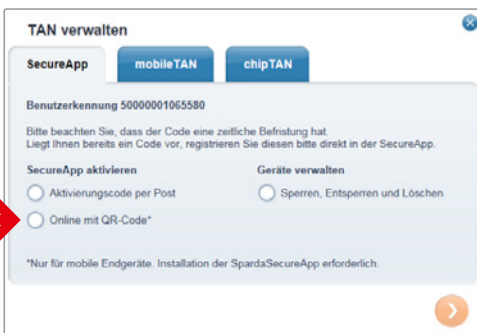 TAN verwalten
SecureApp
mobileTAN
chipTAN
Benutzerkennung 50000001065580
Bitte beachten Sie, dass der Code eine zeitliche Befristung hat.
Liegt Ihnen bereits ein Code vor, registrieren Sie diesen bitte direkt in der SecureApp.
SecureApp aktivieren
Geräte verwalten
Aktivierungscode per Post
Sperren, Entsperren und Löschen
Online mit QR-Code*
*Nur für mobile Endgeräte. Installation der SpardaSecureApp erforderlich.